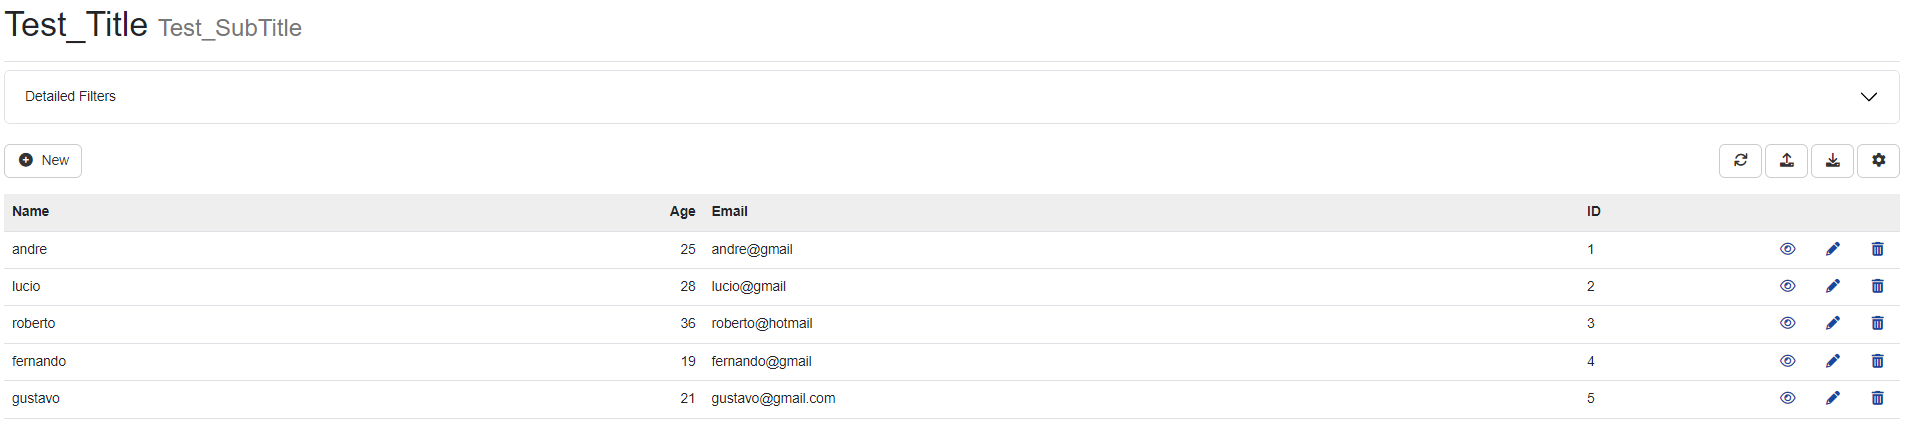 Test_Title Test_SubTitle
Detailed Filters
New
Name Age Email ID
andre 25 andre@gmail 1
lucio 28 lucio@gmail 2
roberto 36 roberto@hotmail 3
fernando 19 fernando@gmail 4
gustavo 21 gustavo@gmail.com 5